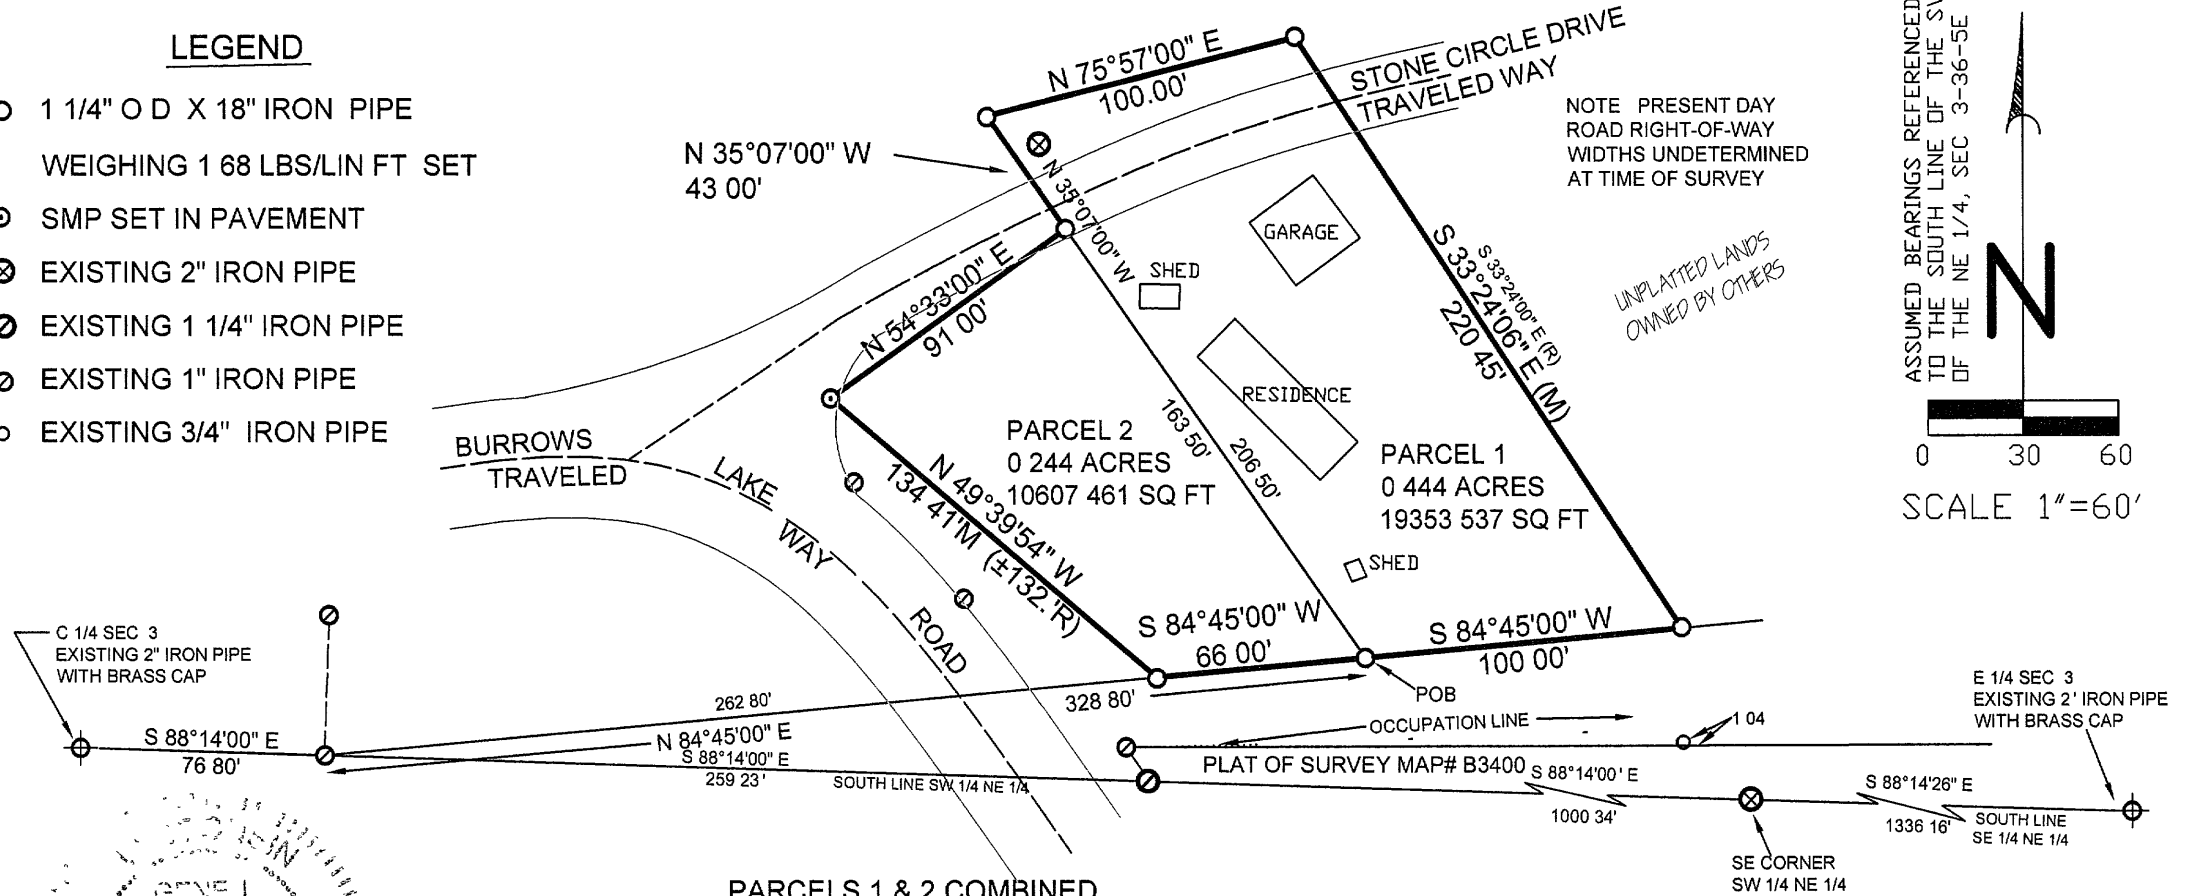 LEGEND
1 1/4" O D X 18" IRON PIPE
WEIGHING 1 68 LBS/LIN FT SET
SMP SET IN PAVEMENT
EXISTING 2" IRON PIPE
EXISTING 1 1/4" IRON PIPE
EXISTING 1" IRON PIPE
EXISTING 3/4" IRON PIPE
N 75°57'00" E
100.00'
STONE CIRCLE DRIVE
TRAVELED WAY
N 35°07'00" W
43 00'
N 35°07'00" W
NOTE PRESENT DAY
ROAD RIGHT-OF-WAY
WIDTHS UNDETERMINED
AT TIME OF SURVEY
ASSUMED BEARINGS REFERENCED
TO THE SOUTH LINE OF THE
OF THE NE 1/4, SEC 3-36-5E
N
0 30 60
SCALE 1"=60'
GARAGE
SHED
RESIDENCE
SHED
S 33°24'00" E (R)
S 33°24'06" E (M)
220 45'
UNPLATTED LANDS
OWNED BY OTHERS
N 54°33'00" E
91 00'
PARCEL 2
0 244 ACRES
10607 461 SQ FT
163 50'
206 50'
PARCEL 1
0 444 ACRES
19353 537 SQ FT
N 49°39'54" W
134 41'M (±132.'R)
BURROWS LAKE ROAD
TRAVELED WAY
S 84°45'00" W
66 00'
S 84°45'00" W
100 00'
POB
C 1/4 SEC 3
EXISTING 2" IRON PIPE
WITH BRASS CAP
S 88°14'00" E
76 80'
262 80'
328 80'
N 84°45'00" E
S 88°14'00" E
259 23'
SOUTH LINE SW 1/4 NE 1/4
OCCUPATION LINE
1 04
PLAT OF SURVEY MAP# B3400
S 88°14'00' E
1000 34'
S 88°14'26" E
1336 16'
SOUTH LINE
SE 1/4 NE 1/4
E 1/4 SEC 3
EXISTING 2' IRON PIPE
WITH BRASS CAP
SE CORNER
SW 1/4 NE 1/4
PARCELS 1 & 2 COMBINED